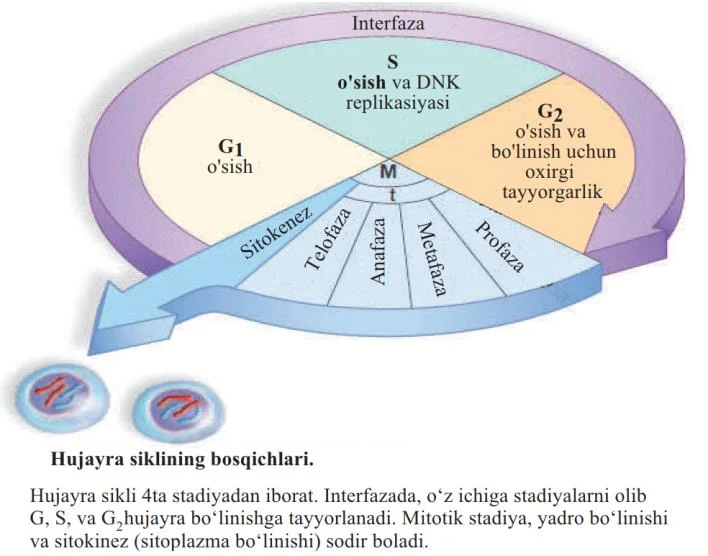 Interfaza
S
o'sish va DNK
replikasiyasi
G1
o'sish
G2
o'sish va
bo'linish uchun
oxirgi
tayyorgarlik
M
t
Sitokenez
Telofaza
Anafaza
Metafaza
Profaza
Hujayra siklining bosqichlari.
Hujayra sikli 4ta stadiyadan iborat. Interfazada, o‘z ichiga stadiyalarni olib
G, S, va G₂hujayra bo‘linishga tayyorlanadi. Mitotik stadiya, yadro bo‘linishi
va sitokinez (sitoplazma bo‘linishi) sodir boladi.